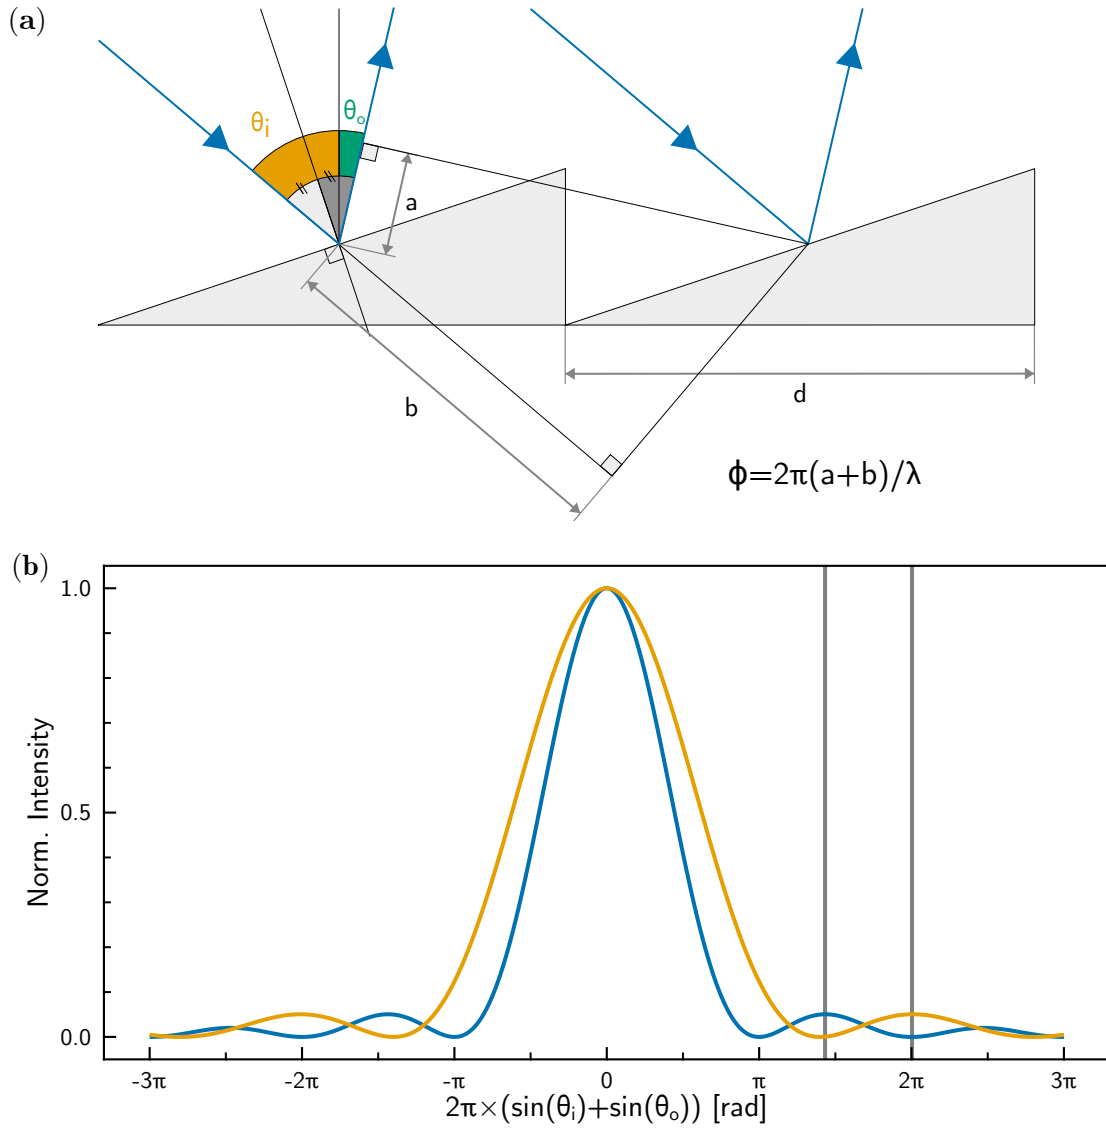 (a)
θi
θo
a
b
d
ϕ=2π(a+b)/λ
(b)
Norm. Intensity
1.0
0.5
0.0
-3π -2π -π 0 π 2π 3π
2π×(sin(θi)+sin(θo)) [rad]